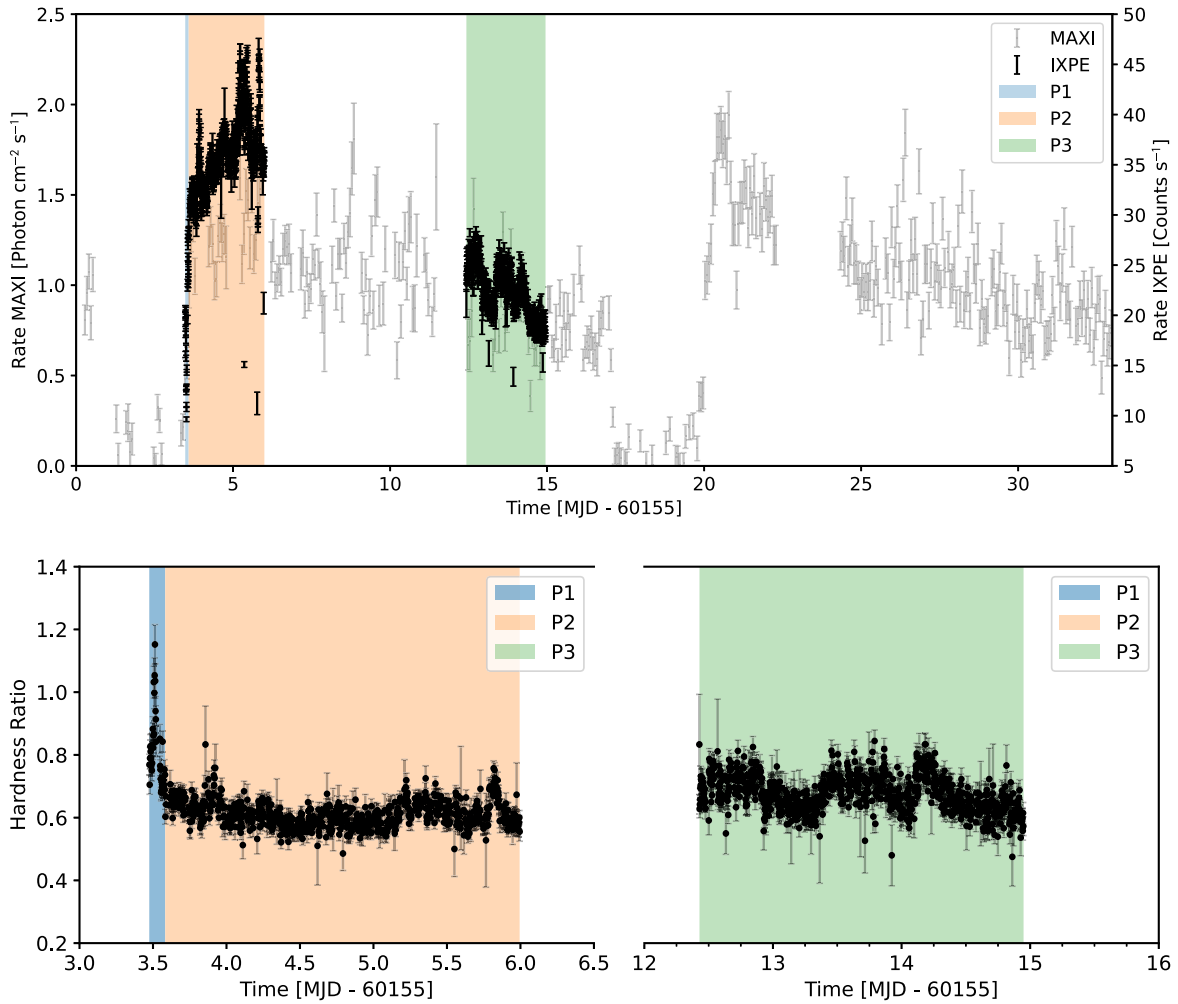 2.5
2.0
1.5
1.0
0.5
0.0
Rate MAXI [Photon cm⁻² s⁻¹]
50
45
40
35
30
25
20
15
10
5
Rate IXPE [Counts s⁻¹]
MAXI
IXPE
P1
P2
P3
0 5 10 15 20 25 30
Time [MJD - 60155]
1.4
1.2
1.0
0.8
0.6
0.4
0.2
Hardness Ratio
P1
P2
P3
3.0 3.5 4.0 4.5 5.0 5.5 6.0 6.5
Time [MJD - 60155]
P1
P2
P3
12 13 14 15 16
Time [MJD - 60155]